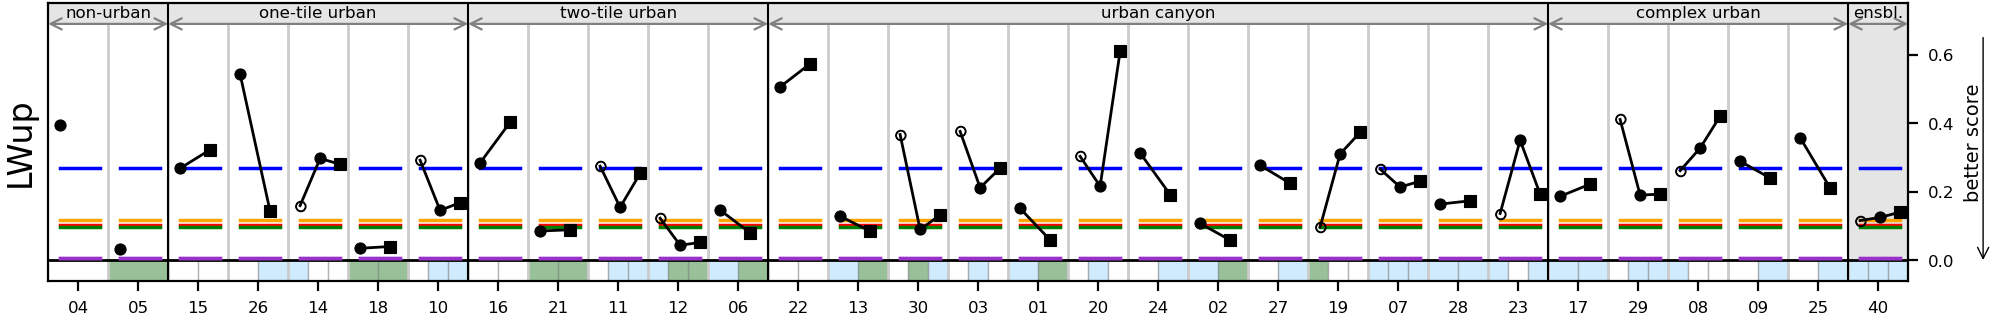 non-urban one-tile urban two-tile urban urban canyon complex urban ensbl.
LWup
0.6
0.4
0.2
0.0
better score
04 05 15 26 14 18 10 16 21 11 12 06 22 13 30 03 01 20 24 02 27 19 07 28 23 17 29 08 09 25 40